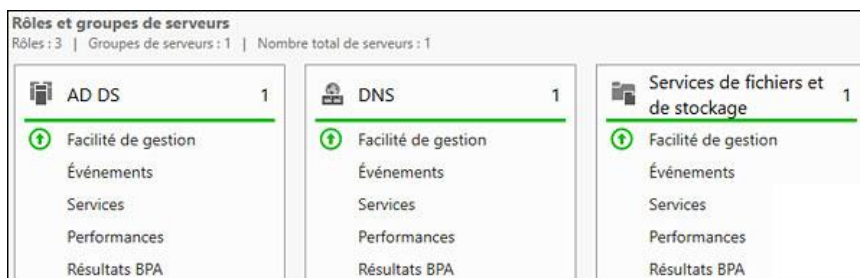 Rôles et groupes de serveurs
Rôles : 3 | Groupes de serveurs : 1 | Nombre total de serveurs : 1
AD DS 1
Facilité de gestion
Événements
Services
Performances
Résultats BPA
DNS 1
Facilité de gestion
Événements
Services
Performances
Résultats BPA
Services de fichiers et
de stockage 1
Facilité de gestion
Événements
Services
Performances
Résultats BPA